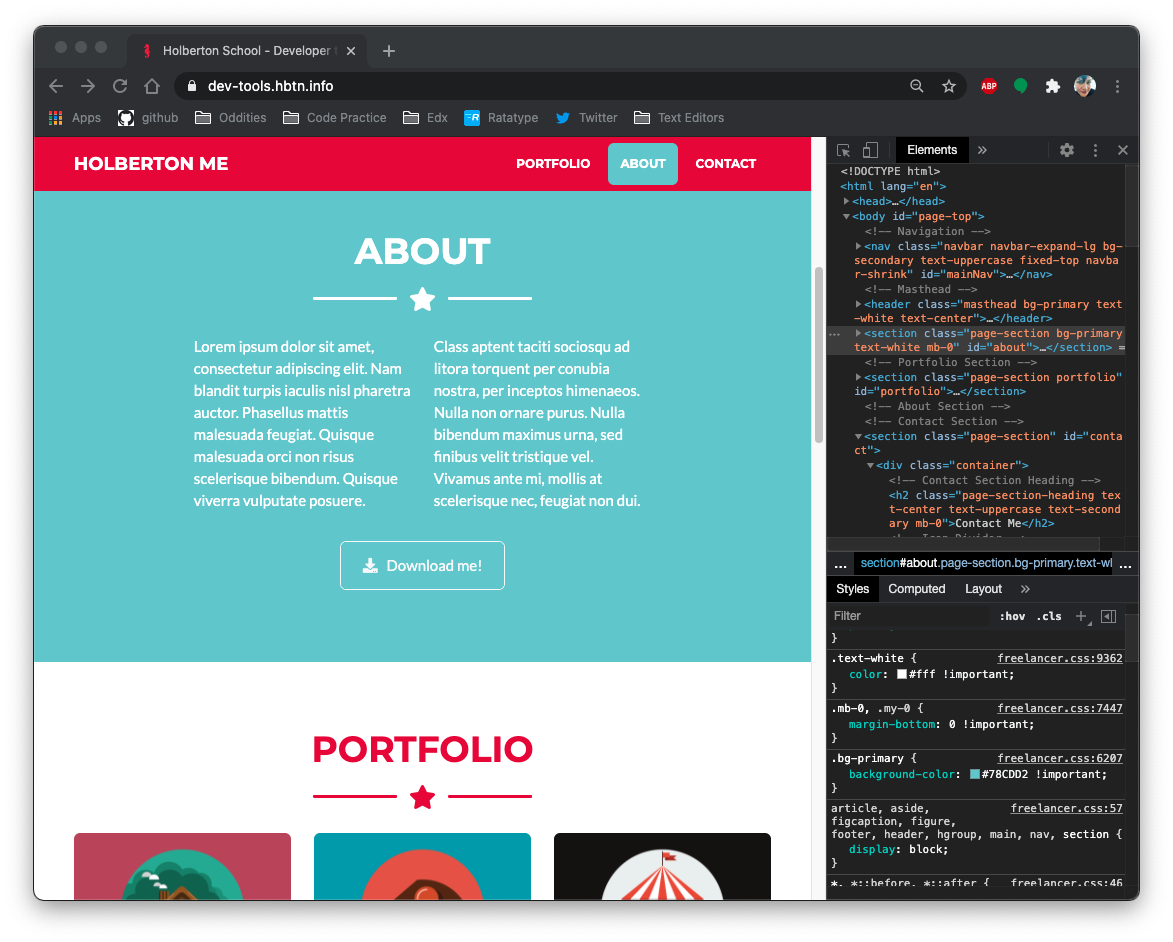 Holberton School - Developer
dev-tools.hbtn.info
ABP
Apps github Oddities Code Practice Edx Ratatype Twitter Text Editors
HOLBERTON ME PORTFOLIO ABOUT CONTACT
ABOUT
Lorem ipsum dolor sit amet,
consectetur adipiscing elit. Nam
blandit turpis iaculis nisl pharetra
auctor. Phasellus mattis
malesuada feugiat. Quisque
malesuada orci non risus
scelerisque bibendum. Quisque
viverra vulputate posuere.
Class aptent taciti sociosqu ad
litora torquent per conubia
nostra, per inceptos himenaeos.
Nulla non ornare purus. Nulla
bibendum maximus urna, sed
finibus velit tristique vel.
Vivamus ante mi, mollis at
scelerisque nec, feugiat non dui.
Download me!
PORTFOLIO
Elements »
<!DOCTYPE html>
<html lang="en">
<head>…</head>
<body id="page-top">
<!-- Navigation -->
<nav class="navbar navbar-expand-lg bg-
secondary text-uppercase fixed-top navba
r-shrink" id="mainNav">…</nav>
<!-- Masthead -->
<header class="masthead bg-primary text
-white text-center">…</header>
<section class="page-section bg-primary
text-white mb-0" id="about">…</section> =
<!-- Portfolio Section -->
<section class="page-section portfolio"
id="portfolio">…</section>
<!-- About Section -->
<!-- Contact Section -->
<section class="page-section" id="conta
ct">
<div class="container">
<!-- Contact Section Heading -->
<h2 class="page-section-heading tex
t-center text-uppercase text-second
ary mb-0">Contact Me</h2>
<!-- Icon Divider -->
... section#about.page-section.bg-primary.text-wl ...
Styles Computed Layout »
Filter :hov .cls +
}
.text-white { freelancer.css:9362
color: #fff !important;
}
.mb-0, .my-0 { freelancer.css:7447
margin-bottom: 0 !important;
}
.bg-primary { freelancer.css:6207
background-color: #78CDD2 !important;
}
article, aside, freelancer.css:57
figcaption, figure,
footer, header, hgroup, main, nav, section {
display: block;
}
*, *::before, *::after { freelancer.css:46